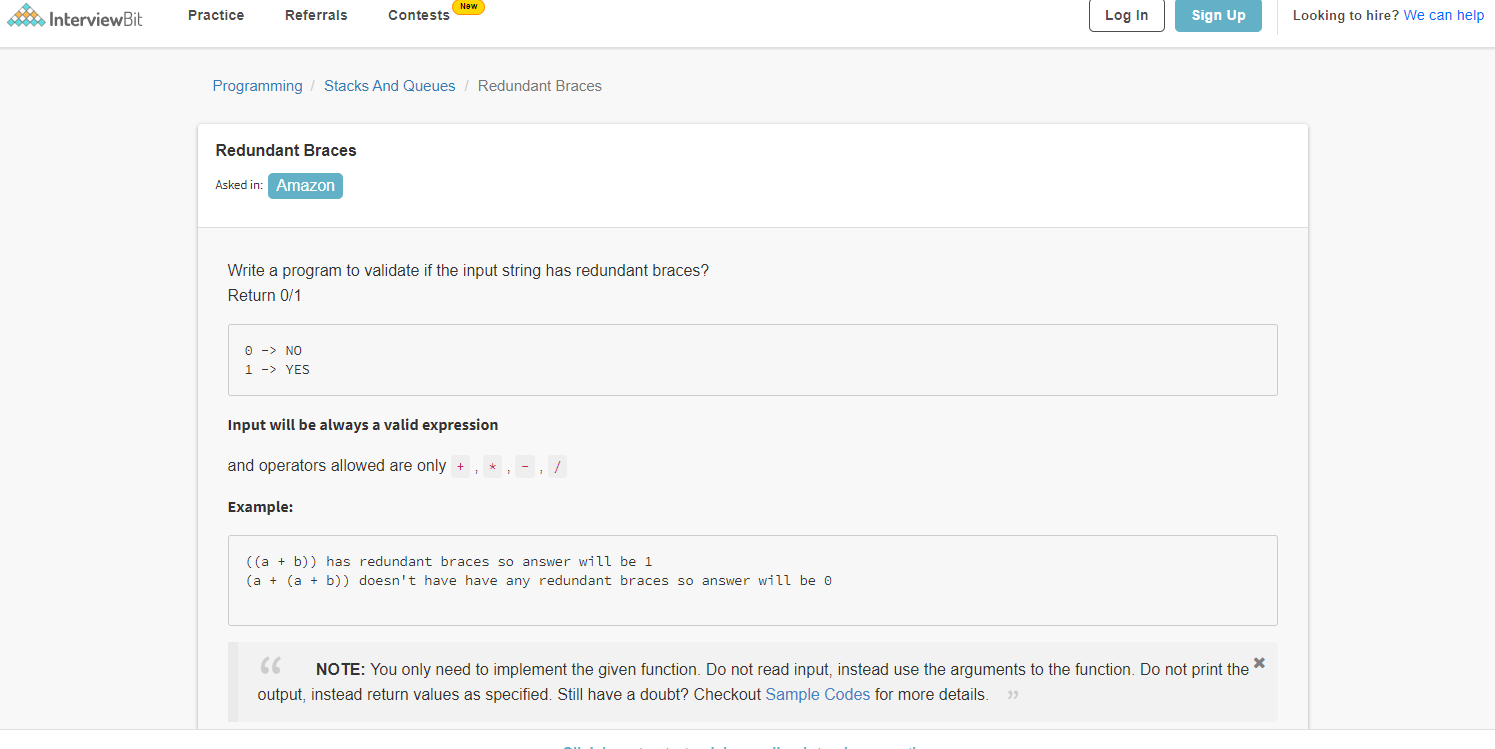 InterviewBit Practice Referrals Contests New Log In Sign Up Looking to hire? We can help
Programming / Stacks And Queues / Redundant Braces
Redundant Braces
Asked in: Amazon
Write a program to validate if the input string has redundant braces?
Return 0/1
0 -> NO
1 -> YES
Input will be always a valid expression
and operators allowed are only + , * , - , /
Example:
((a + b)) has redundant braces so answer will be 1
(a + (a + b)) doesn't have have any redundant braces so answer will be 0
“ NOTE: You only need to implement the given function. Do not read input, instead use the arguments to the function. Do not print the ✖
output, instead return values as specified. Still have a doubt? Checkout Sample Codes for more details. ”